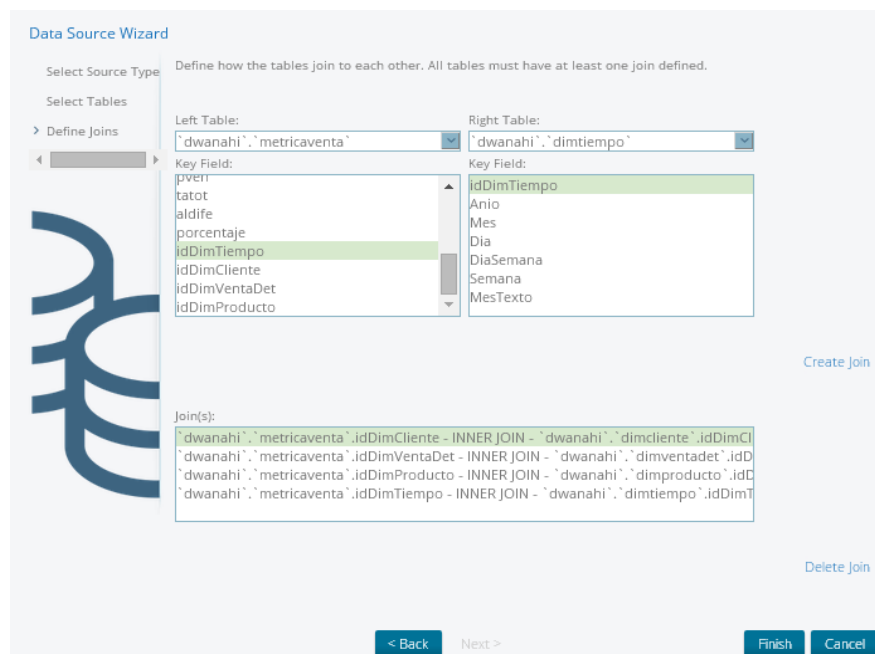 Data Source Wizard
Select Source Type
Select Tables
Define Joins
Define how the tables join to each other. All tables must have at least one join defined.
Left Table:
`dwanahi`.`metricaventa`
Key Field:
pven
tatot
aldife
porcentaje
idDimTiempo
idDimCliente
idDimVentaDet
idDimProducto
Right Table:
`dwanahi`.`dimtiempo`
Key Field:
idDimTiempo
Anio
Mes
Dia
DiaSemana
Semana
MesTexto
Create Join
Join(s):
`dwanahi`.`metricaventa`.idDimCliente - INNER JOIN - `dwanahi`.`dimcliente`.idDimCl
`dwanahi`.`metricaventa`.idDimVentaDet - INNER JOIN - `dwanahi`.`dimventadet`.idD
`dwanahi`.`metricaventa`.idDimProducto - INNER JOIN - `dwanahi`.`dimproducto`.idD
`dwanahi`.`metricaventa`.idDimTiempo - INNER JOIN - `dwanahi`.`dimtiempo`.idDimT
Delete Join
< Back
Next >
Finish
Cancel